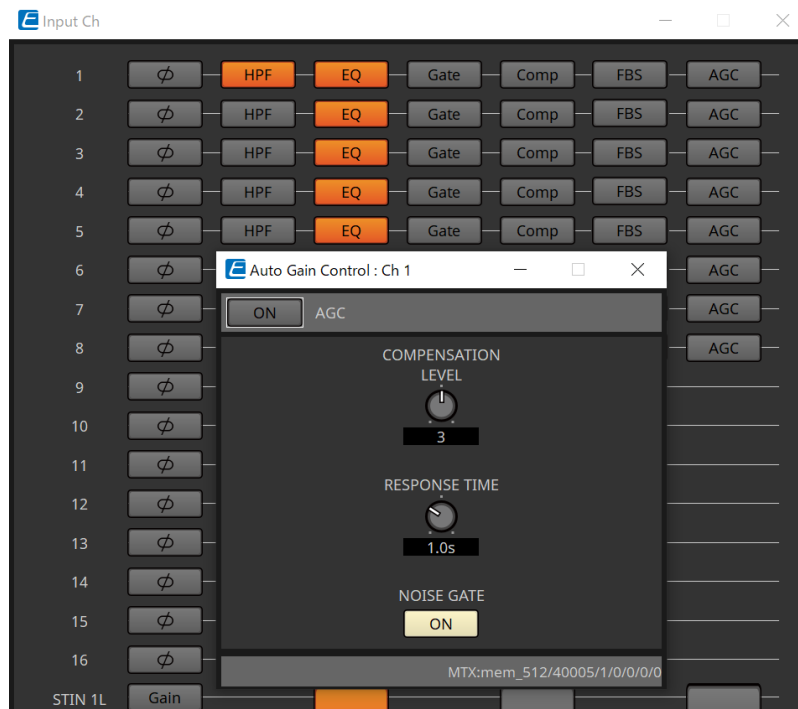 Input Ch
1 ϕ HPF EQ Gate Comp FBS AGC
2 ϕ HPF EQ Gate Comp FBS AGC
3 ϕ HPF EQ Gate Comp FBS AGC
4 ϕ HPF EQ Gate Comp FBS AGC
5 ϕ HPF EQ Gate Comp FBS AGC
6 ϕ AGC
7 ϕ AGC
8 ϕ AGC
9 ϕ
10 ϕ
11 ϕ
12 ϕ
13 ϕ
14 ϕ
15 ϕ
16 ϕ
STIN 1L Gain
Auto Gain Control : Ch 1
ON AGC
COMPENSATION
LEVEL
3
RESPONSE TIME
1.0s
NOISE GATE
ON
MTX:mem_512/40005/1/0/0/0/0